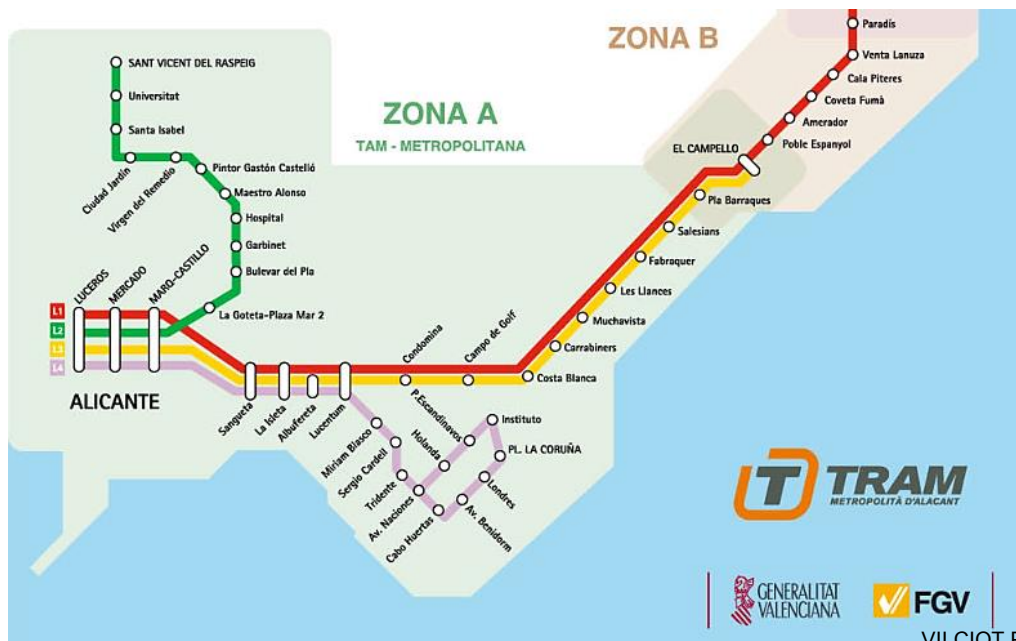 ZONA B
Paradís
Venta Lanuza
Cala Piteres
Coveta Fumà
Amerador
Poble Espanyol
EL CAMPELLO
Pla Barraques
Salesians
Fabraquer
Les Llances
Muchavista
Carrabiners
Costa Blanca
Campo de Golf
Condomina
ZONA A
TAM - METROPOLITANA
SANT VICENT DEL RASPEIG
Universitat
Santa Isabel
Ciudad Jardín
Virgen del Remedio
Pintor Gastón Castelló
Maestro Alonso
Hospital
Garbinet
Bulevar del Pla
La Goteta-Plaza Mar 2
LUCEROS
MERCADO
MARQ-CASTILLO
L1
L2
L3
L4
ALICANTE
Sangueta
La Isleta
Albufereta
Lucentum
Miriam Blasco
Sergio Cardell
Tridente
Av. Naciones
Holanda
P.Escandinavos
Instituto
PL. LA CORUÑA
Londres
Av. Benidorm
Cabo Huertas
TRAM
METROPOLITÀ D'ALACANT
GENERALITAT
VALENCIANA
FGV